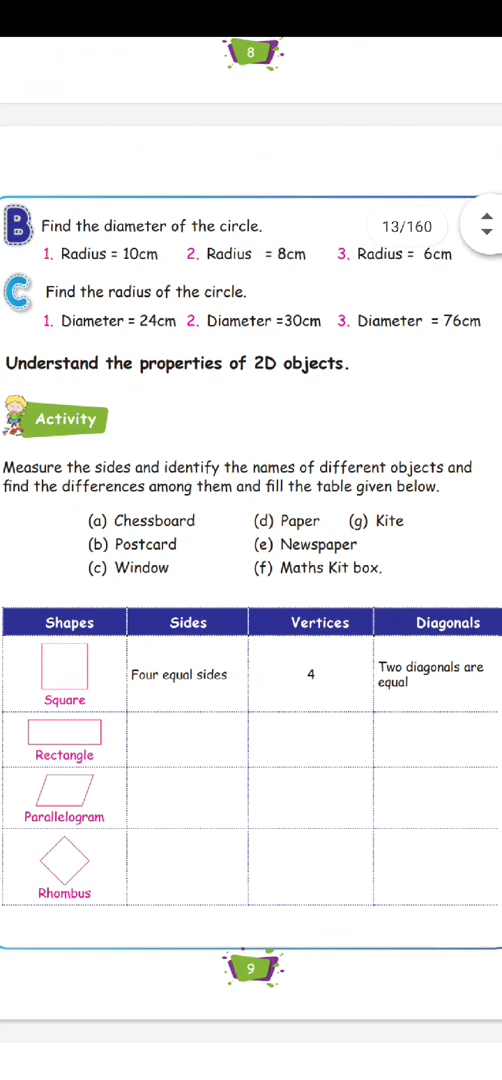 8
B Find the diameter of the circle.
13/160
1. Radius = 10cm 2. Radius = 8cm 3. Radius = 6cm
C Find the radius of the circle.
1. Diameter = 24cm 2. Diameter =30cm 3. Diameter = 76cm
Understand the properties of 2D objects.
Activity
Measure the sides and identify the names of different objects and
find the differences among them and fill the table given below.
(a) Chessboard (d) Paper (g) Kite
(b) Postcard (e) Newspaper
(c) Window (f) Maths Kit box.
Shapes Sides Vertices Diagonals
Four equal sides 4 Two diagonals are
equal
Square
Rectangle
Parallelogram
Rhombus
9